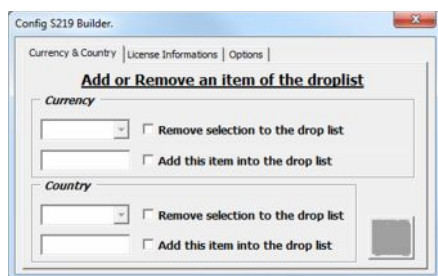 Config S219 Builder.
Currency & Country License Informations Options
Add or Remove an item of the droplist
Currency
Remove selection to the drop list
Add this item into the drop list
Country
Remove selection to the drop list
Add this item into the drop list